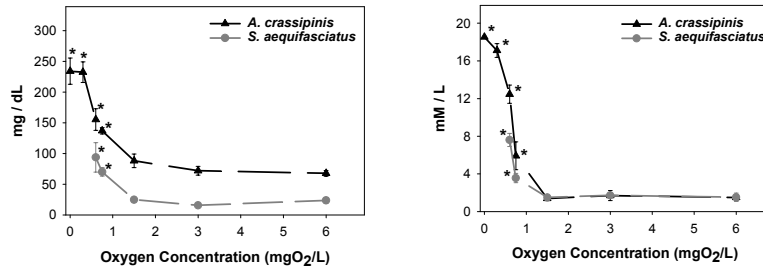 A. crassipinis
S. aequifasciatus
300
250
200
150
100
50
0
mg / dL
* *
*
*
*
*
0 1 2 3 4 5 6
Oxygen Concentration (mgO2/L)
A. crassipinis
S. aequifasciatus
20
16
12
8
4
0
mM / L
*
*
*
*
*
*
0 1 2 3 4 5 6
Oxygen Concentration (mgO2/L)